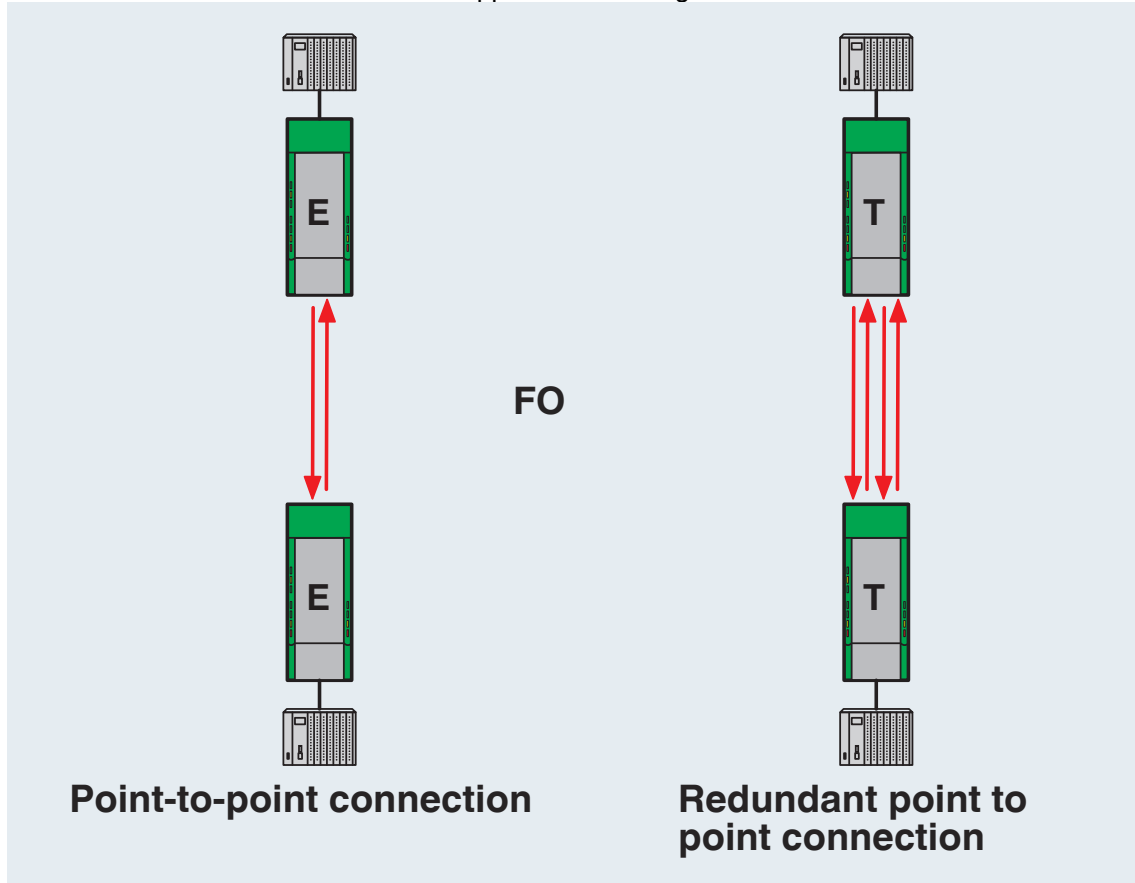 E
T
FO
E
T
Point-to-point connection
Redundant point to
point connection